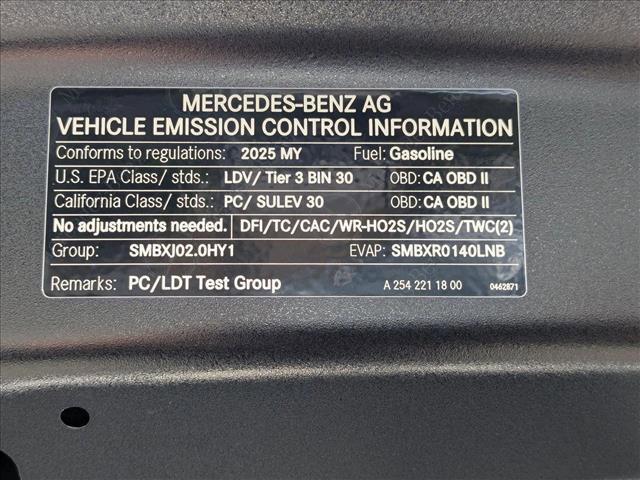 MERCEDES-BENZ AG
VEHICLE EMISSION CONTROL INFORMATION
Conforms to regulations: 2025 MY Fuel: Gasoline
U.S. EPA Class/ stds.: LDV/ Tier 3 BIN 30 OBD: CA OBD II
California Class/ stds.: PC/ SULEV 30 OBD: CA OBD II
No adjustments needed. DFI/TC/CAC/WR-HO2S/HO2S/TWC(2)
Group: SMBXJ02.0HY1 EVAP: SMBXR0140LNB
Remarks: PC/LDT Test Group A 254 221 18 00 0462871